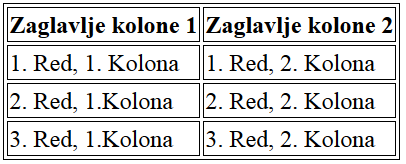 Zaglavlje kolone 1 Zaglavlje kolone 2
1. Red, 1. Kolona 1. Red, 2. Kolona
2. Red, 1.Kolona 2. Red, 2. Kolona
3. Red, 1.Kolona 3. Red, 2. Kolona